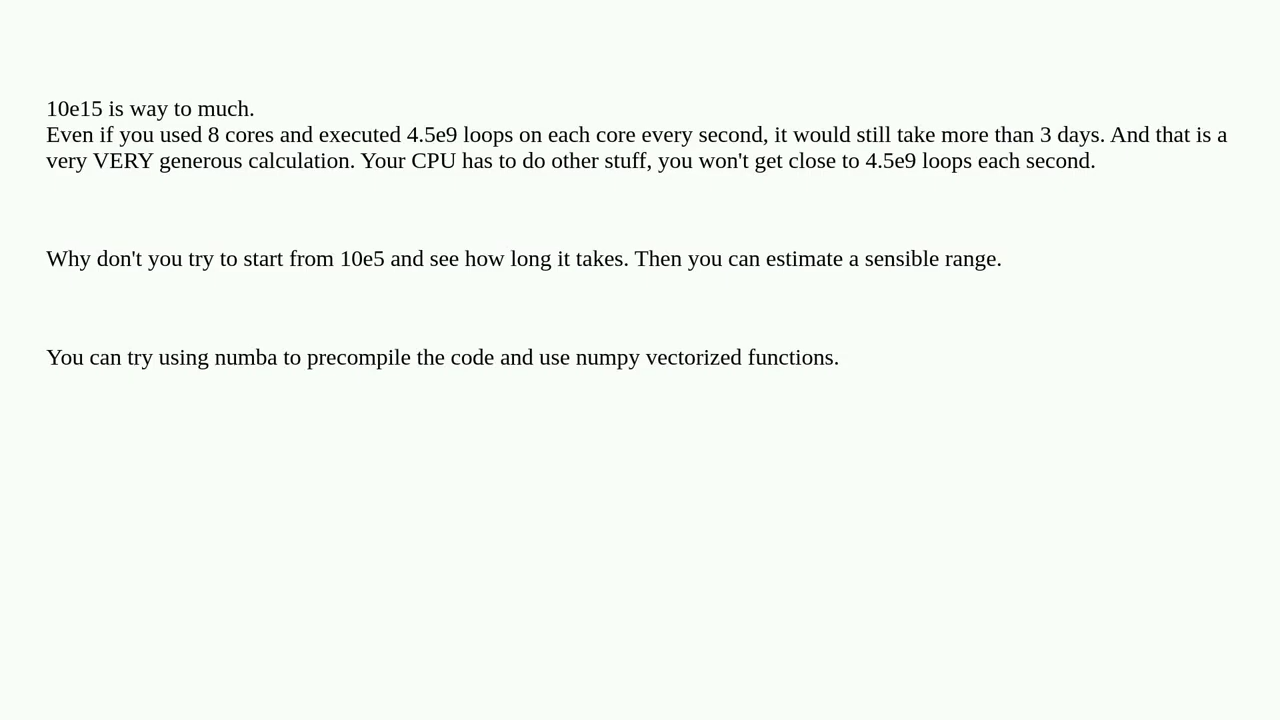 10e15 is way to much.
Even if you used 8 cores and executed 4.5e9 loops on each core every second, it would still take more than 3 days. And that is a
very VERY generous calculation. Your CPU has to do other stuff, you won't get close to 4.5e9 loops each second.
Why don't you try to start from 10e5 and see how long it takes. Then you can estimate a sensible range.
You can try using numba to precompile the code and use numpy vectorized functions.